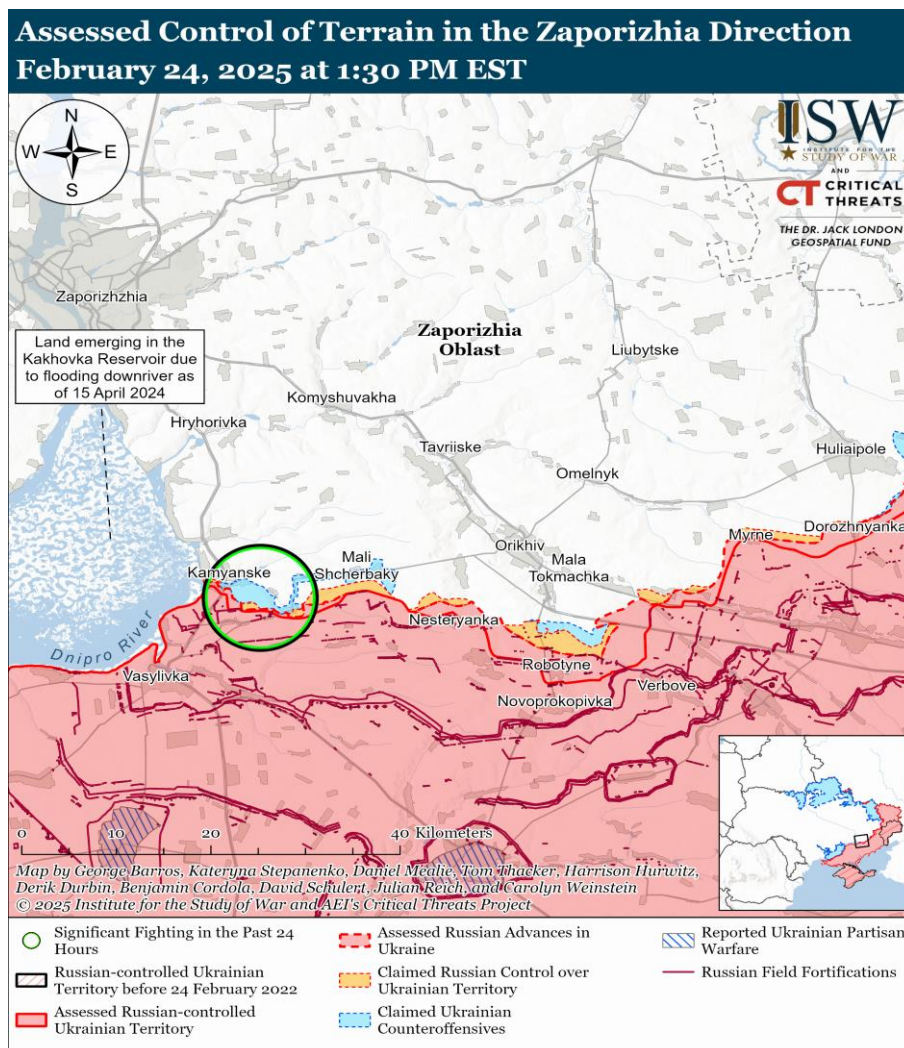 Assessed Control of Terrain in the Zaporizhia Direction
February 24, 2025 at 1:30 PM EST
N
W E
S
ISW
INSTITUTE FOR THE
STUDY OF WAR
AND
CT CRITICAL
THREATS
THE DR. JACK LONDON
GEOSPATIAL FUND
Zaporizhzhia
Land emerging in the
Kakhovka Reservoir due
to flooding downriver as
of 15 April 2024
Zaporizhia
Oblast
Liubytske
Komyshuvakha
Hryhorivka
Tavriiske
Huliaipole
Omelnyk
Dorozhnyanka
Myrne
Orikhiv
Mali
Shcherbaky
Mala
Tokmachka
Kamyanske
Nesteryanka
Dnipro River
Robotyne
Vasylivka
Verbove
Novoprokopivka
0 10 20 40 Kilometers
Map by George Barros, Kateryna Stepanenko, Daniel Mealie, Tom Thacker, Harrison Hurwitz,
Derik Durbin, Benjamin Cordola, David Schulert, Julian Reich, and Carolyn Weinstein
© 2025 Institute for the Study of War and AEI's Critical Threats Project
Significant Fighting in the Past 24
Hours
Russian-controlled Ukrainian
Territory before 24 February 2022
Assessed Russian-controlled
Ukrainian Territory
Assessed Russian Advances in
Ukraine
Claimed Russian Control over
Ukrainian Territory
Claimed Ukrainian
Counteroffensives
Reported Ukrainian Partisan
Warfare
Russian Field Fortifications